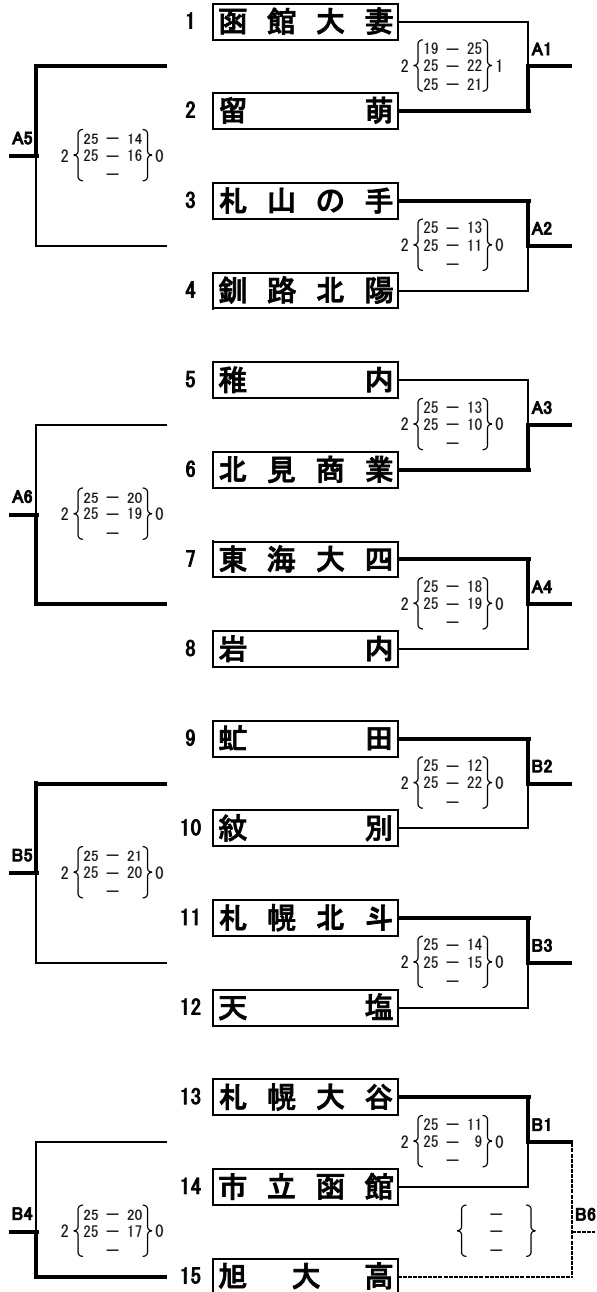 1 函館大妻
19 — 25
2 25 — 22 1
25 — 21
A1
2 留萌
A5
25 — 14
2 25 — 16 0
—
3 札山の手
25 — 13
2 25 — 11 0
—
A2
4 釧路北陽
5 稚内
25 — 13
2 25 — 10 0
—
A3
6 北見商業
A6
25 — 20
2 25 — 19 0
—
7 東海大四
25 — 18
2 25 — 19 0
—
A4
8 岩内
9 虻田
25 — 12
2 25 — 22 0
—
B2
10 紋別
B5
25 — 21
2 25 — 20 0
—
11 札幌北斗
25 — 14
2 25 — 15 0
—
B3
12 天塩
13 札幌大谷
25 — 11
2 25 — 9 0
—
B1
14 市立函館
B4
25 — 20
2 25 — 17 0
—
—
—
—
B6
15 旭大高